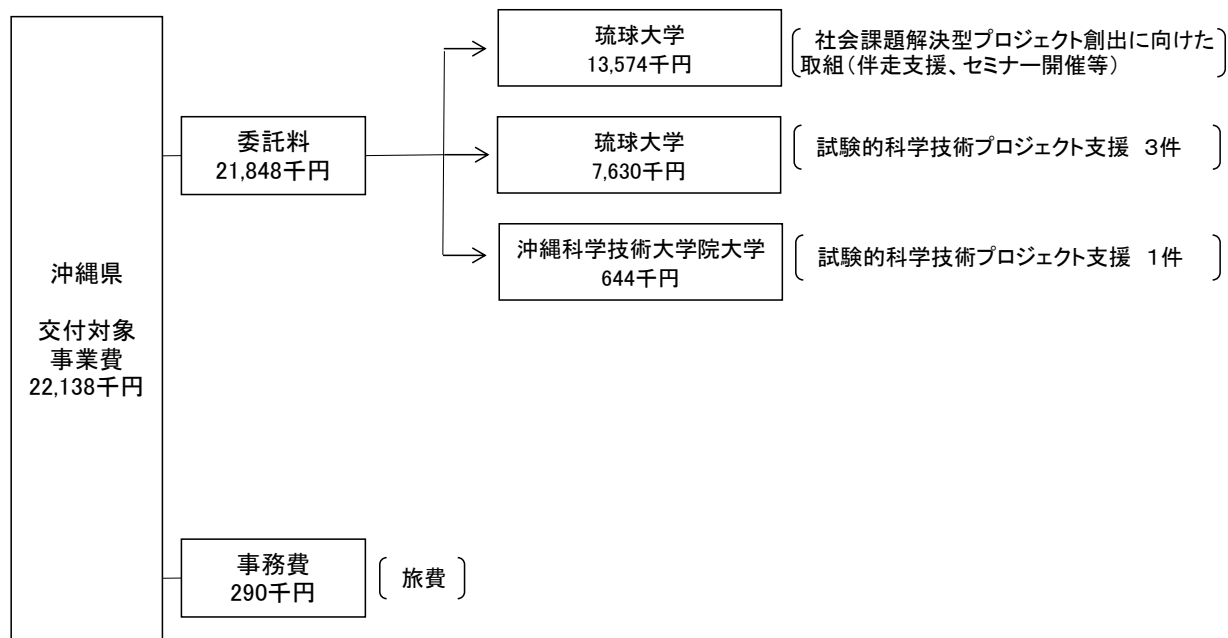 沖縄県
交付対象
事業費
22,138千円
委託料
21,848千円
琉球大学
13,574千円
社会課題解決型プロジェクト創出に向けた
取組(伴走支援、セミナー開催等)
琉球大学
7,630千円
試験的科学技術プロジェクト支援 3件
沖縄科学技術大学院大学
644千円
試験的科学技術プロジェクト支援 1件
事務費
290千円
旅費